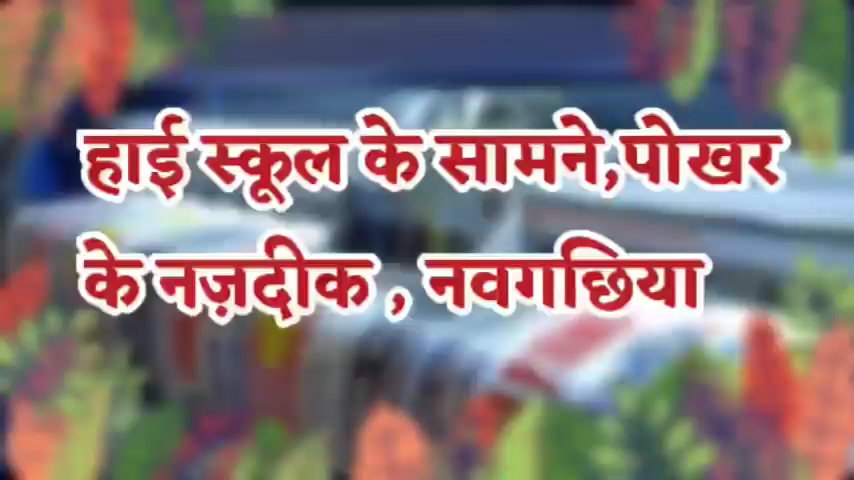 हाई स्कूल के सामने,पोखर
के नज़दीक , नवगछिया